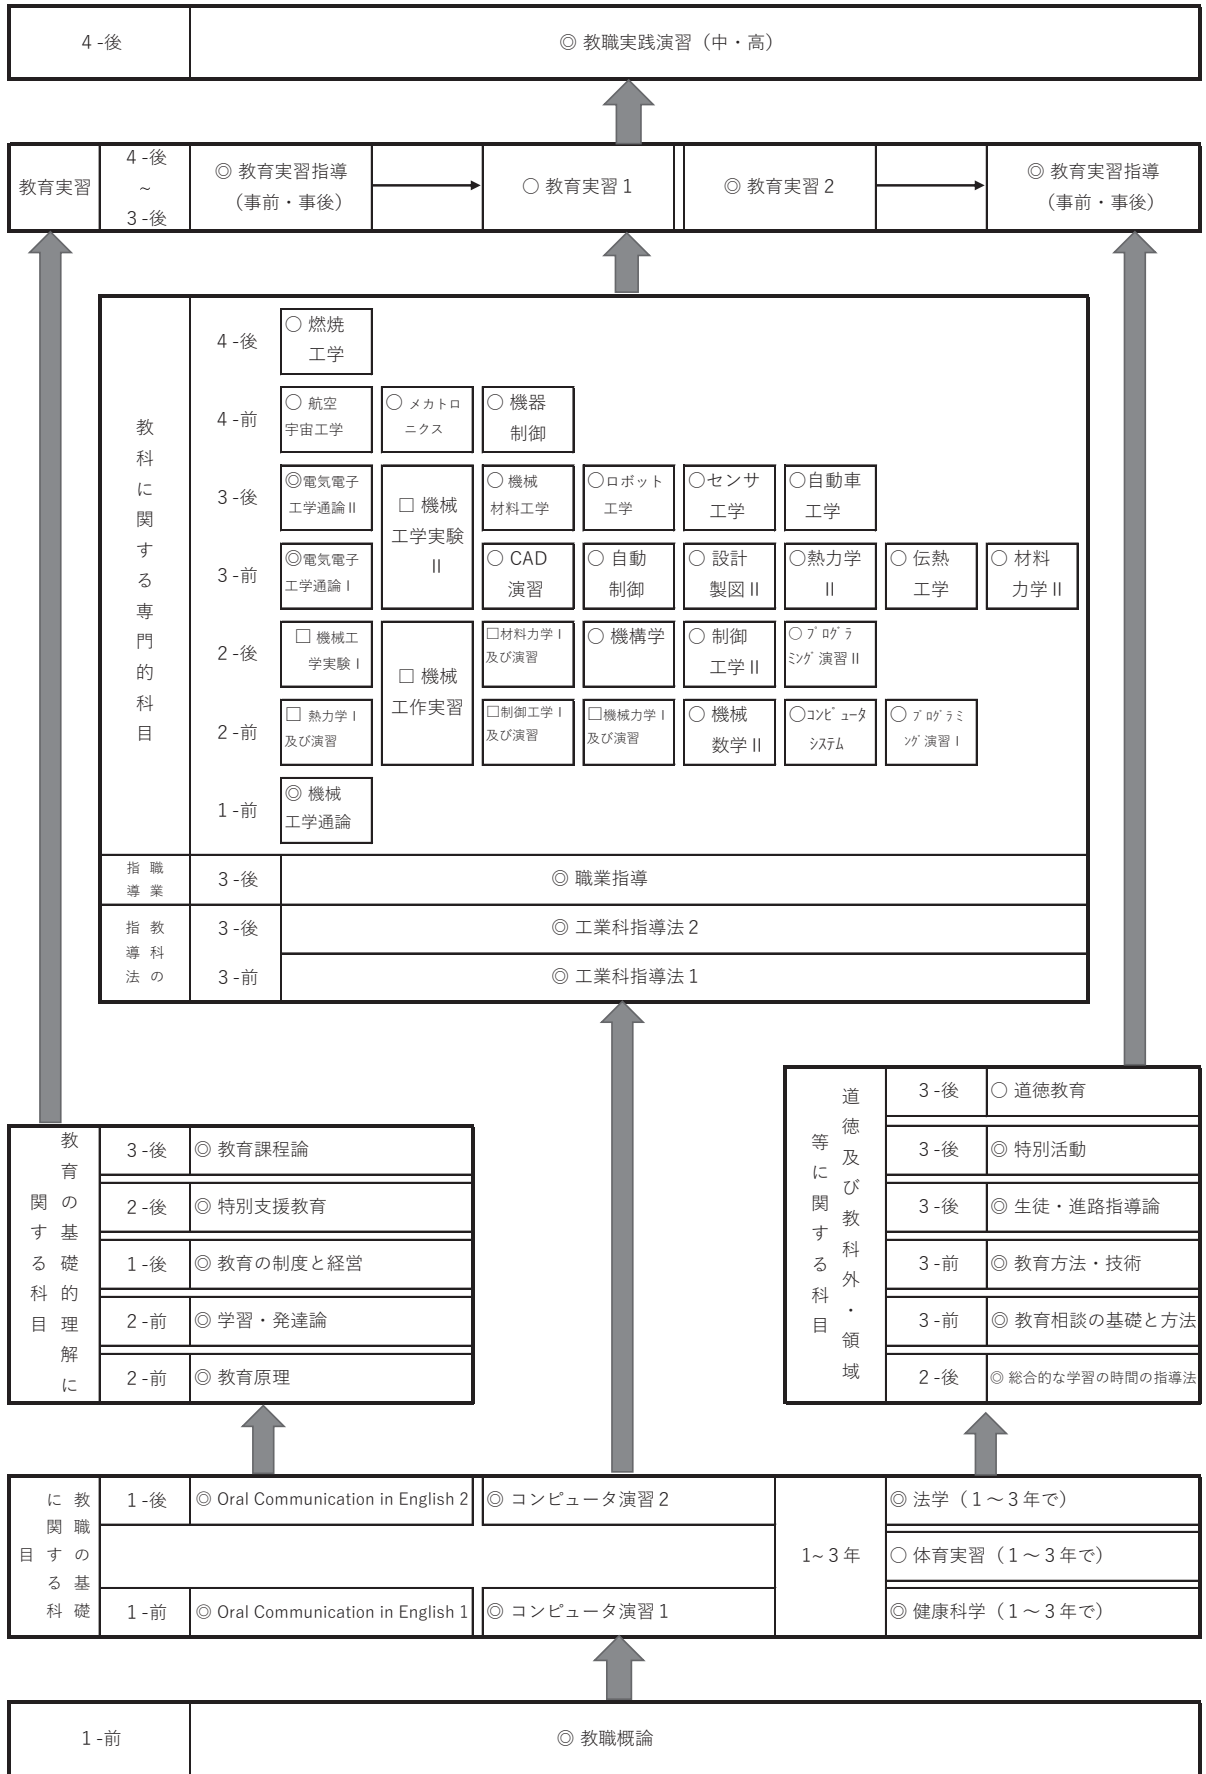 4-後
◎ 教職実践演習（中・高）
教育実習
4-後
~
3-後
◎ 教育実習指導
（事前・事後）
○ 教育実習1
◎ 教育実習2
◎ 教育実習指導
（事前・事後）
教科に関する専門的科目
4-後
○ 燃焼
工学
4-前
○ 航空
宇宙工学
○ メカトロ
ニクス
○ 機器
制御
3-後
◎電気電子
工学通論Ⅱ
□ 機械
工学実験
Ⅱ
○ 機械
材料工学
○ロボット
工学
○センサ
工学
○自動車
工学
3-前
◎電気電子
工学通論Ⅰ
○ CAD
演習
○ 自動
制御
○ 設計
製図Ⅱ
○熱力学
Ⅱ
○ 伝熱
工学
○ 材料
力学Ⅱ
2-後
□ 機械工
学実験Ⅰ
□ 機械
工作実習
□材料力学Ⅰ
及び演習
○ 機構学
○ 制御
工学Ⅱ
○ プログラ
ミング演習Ⅱ
2-前
□ 熱力学Ⅰ
及び演習
□制御工学Ⅰ
及び演習
□機械力学Ⅰ
及び演習
○ 機械
数学Ⅱ
○コンピュータ
システム
○ プログラミ
ング演習Ⅰ
1-前
◎ 機械
工学通論
職業
指導
3-後
◎ 職業指導
教科の
指導法
3-後
◎ 工業科指導法2
3-前
◎ 工業科指導法1
教育の基礎的理解に
関する科目
3-後
◎ 教育課程論
2-後
◎ 特別支援教育
1-後
◎ 教育の制度と経営
2-前
◎ 学習・発達論
2-前
◎ 教育原理
道徳及び教科外・領域
等に関する科目
3-後
○ 道徳教育
3-後
◎ 特別活動
3-後
◎ 生徒・進路指導論
3-前
◎ 教育方法・技術
3-前
◎ 教育相談の基礎と方法
2-後
◎ 総合的な学習の時間の指導法
教職の基礎
に関する科
目
1-後
◎ Oral Communication in English 2
◎ コンピュータ演習2
1-前
◎ Oral Communication in English 1
◎ コンピュータ演習1
1~3年
◎ 法学（1～3年で）
○ 体育実習（1～3年で）
◎ 健康科学（1～3年で）
1-前
◎ 教職概論